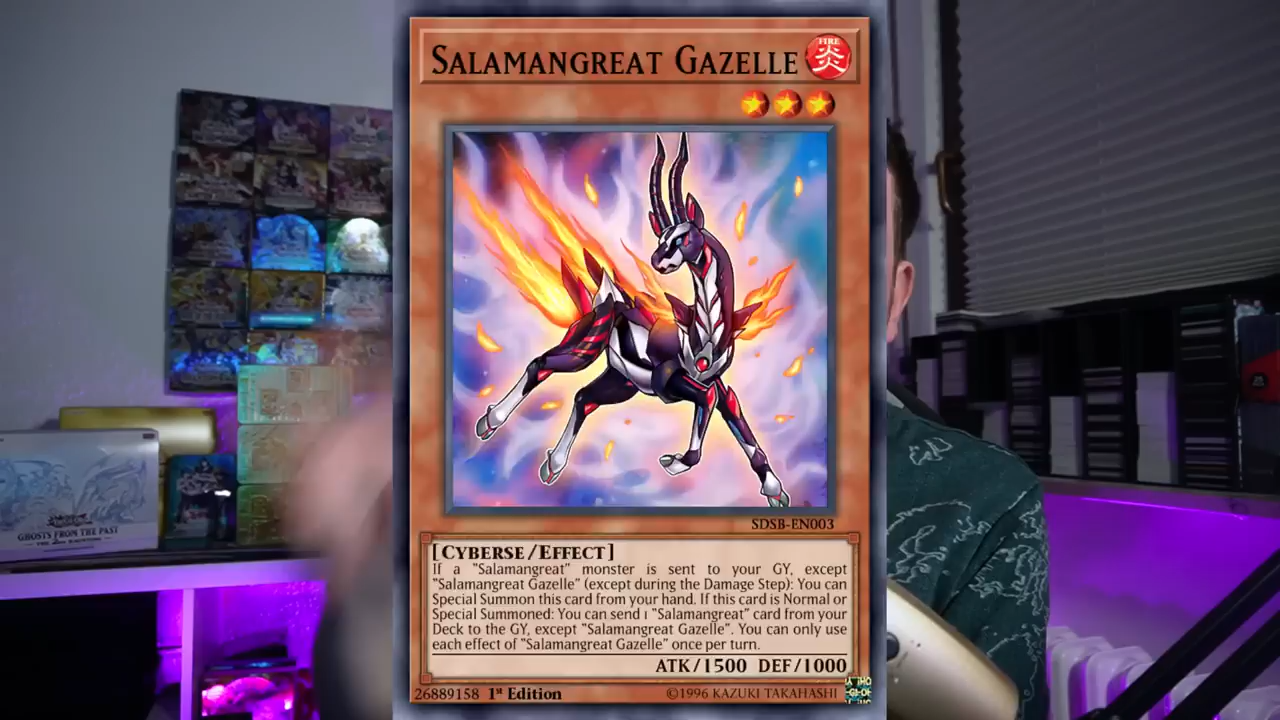 SALAMANGREAT GAZELLE
FIRE
炎
SDSB-EN003
[CYBERSE/EFFECT]
If a "Salamangreat" monster is sent to your GY, except
"Salamangreat Gazelle" (except during the Damage Step): You can
Special Summon this card from your hand. If this card is Normal or
Special Summoned: You can send 1 "Salamangreat" card from your
Deck to the GY, except "Salamangreat Gazelle". You can only use
each effect of "Salamangreat Gazelle" once per turn.
ATK/1500 DEF/1000
26889158 1st Edition
©1996 KAZUKI TAKAHASHI
GHOSTS FROM THE PAST